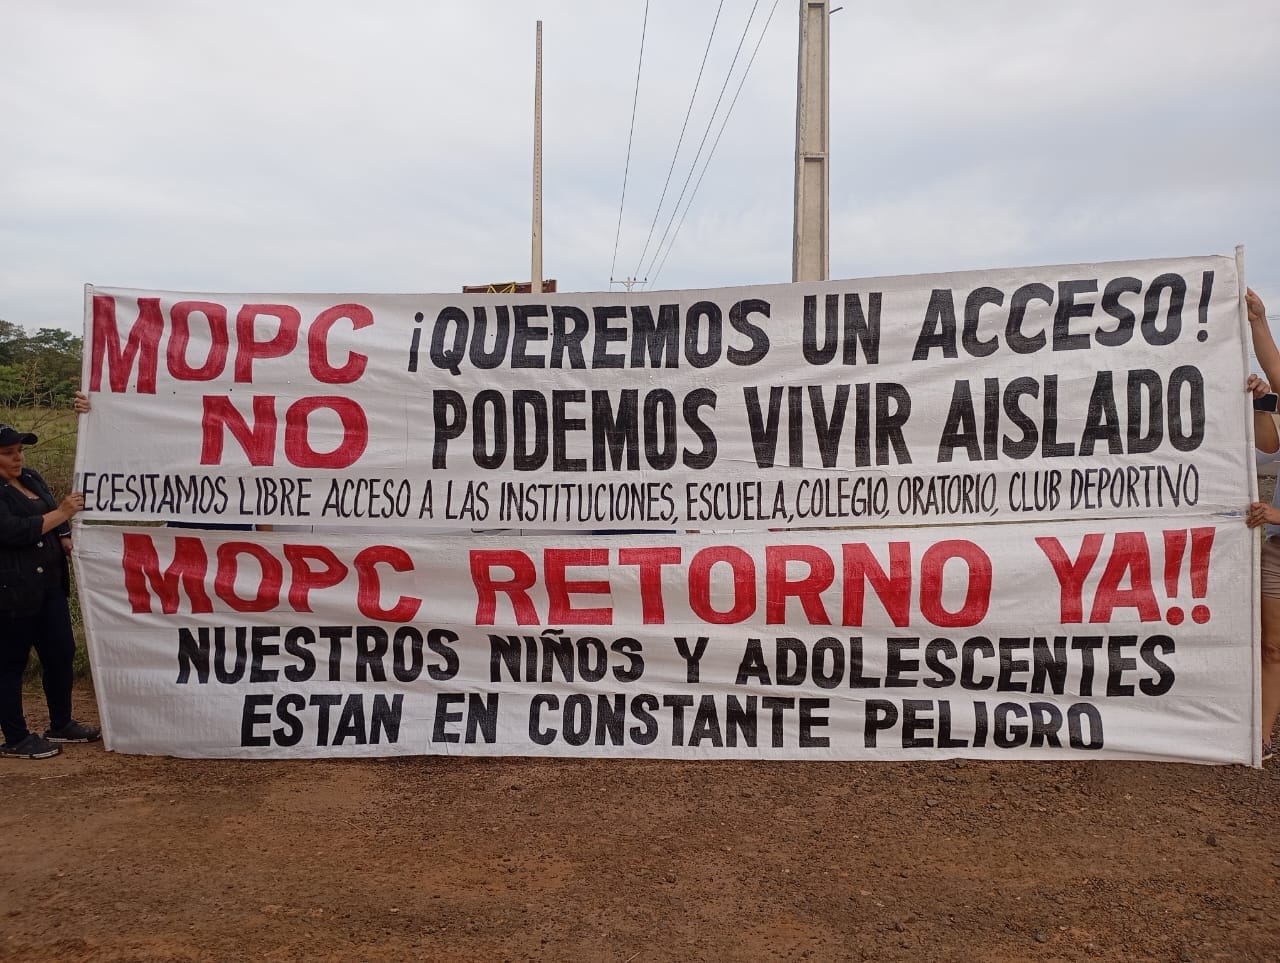 MOPC ¡QUEREMOS UN ACCESO!
NO PODEMOS VIVIR AISLADO
ECESITAMOS LIBRE ACCESO A LAS INSTITUCIONES, ESCUELA, COLEGIO, ORATORIO, CLUB DEPORTIVO
MOPC RETORNO YA!!
NUESTROS NIÑOS Y ADOLESCENTES
ESTAN EN CONSTANTE PELIGRO